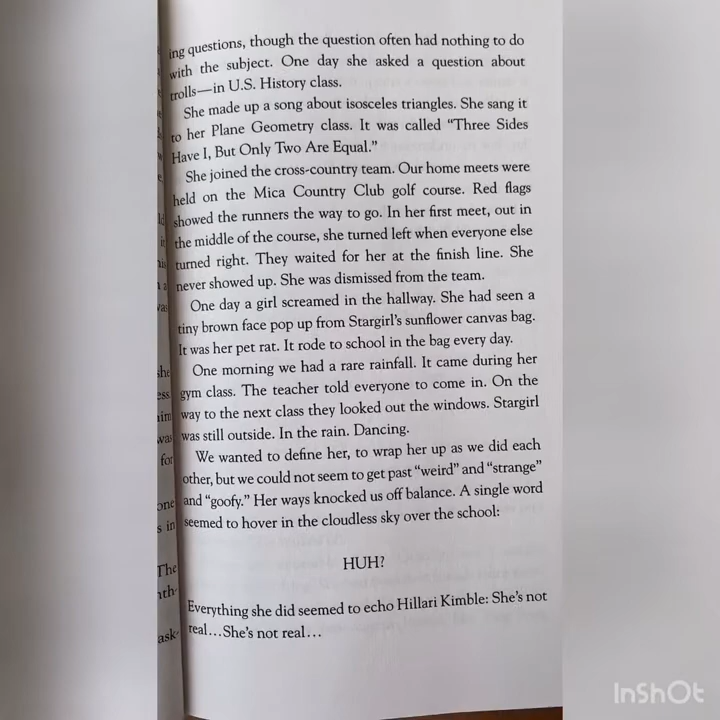 ing questions, though the question often had nothing to do
with the subject. One day she asked a question about
trolls—in U.S. History class.
She made up a song about isosceles triangles. She sang it
to her Plane Geometry class. It was called “Three Sides
Have I, But Only Two Are Equal.”
She joined the cross-country team. Our home meets were
held on the Mica Country Club golf course. Red flags
showed the runners the way to go. In her first meet, out in
the middle of the course, she turned left when everyone else
turned right. They waited for her at the finish line. She
never showed up. She was dismissed from the team.
One day a girl screamed in the hallway. She had seen a
tiny brown face pop up from Stargirl’s sunflower canvas bag.
It was her pet rat. It rode to school in the bag every day.
One morning we had a rare rainfall. It came during her
gym class. The teacher told everyone to come in. On the
way to the next class they looked out the windows. Stargirl
was still outside. In the rain. Dancing.
We wanted to define her, to wrap her up as we did each
other, but we could not seem to get past “weird” and “strange”
and “goofy.” Her ways knocked us off balance. A single word
seemed to hover in the cloudless sky over the school:
HUH?
Everything she did seemed to echo Hillari Kimble: She’s not
real…She’s not real…
InShOt